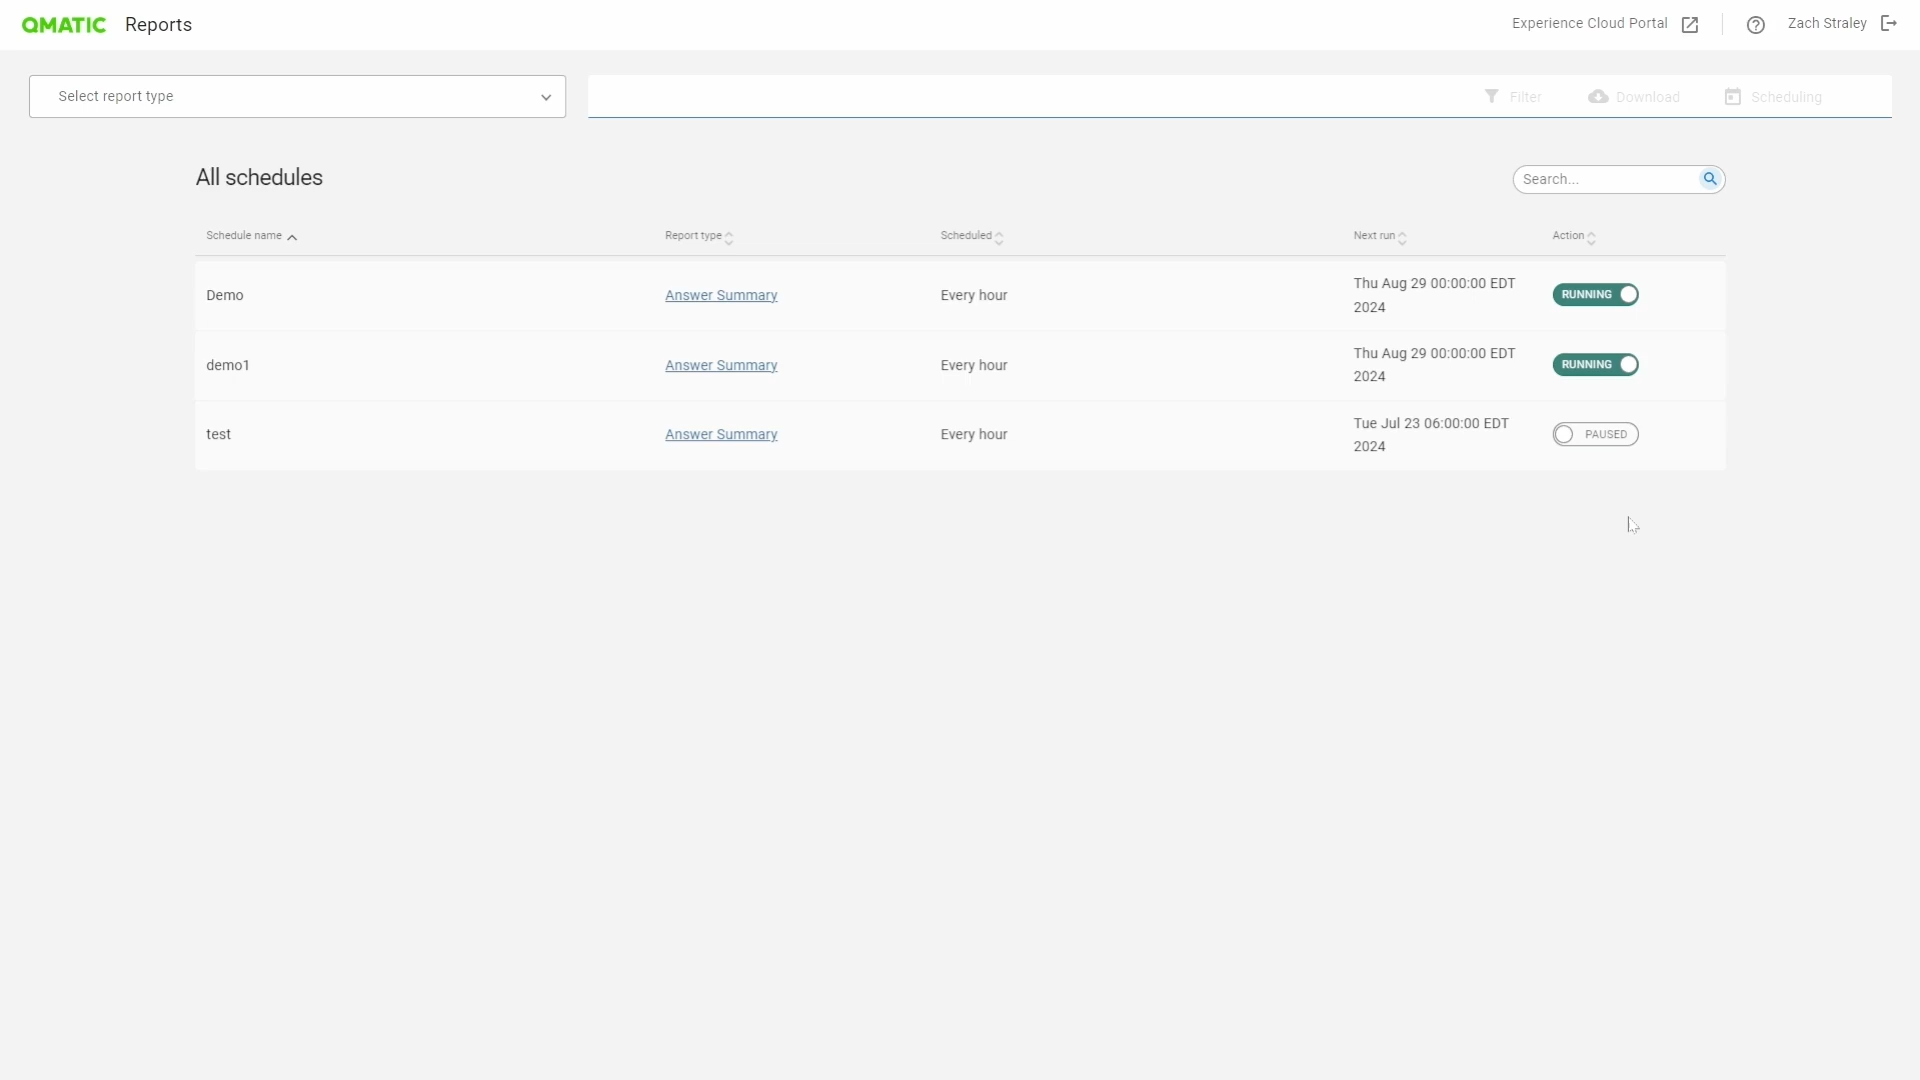 QMATIC Reports Experience Cloud Portal Zach Straley
Select report type Filter Download Scheduling
All schedules Search...
Schedule name Report type Scheduled Next run Action
Demo Answer Summary Every hour Thu Aug 29 00:00:00 EDT 2024 RUNNING
demo1 Answer Summary Every hour Thu Aug 29 00:00:00 EDT 2024 RUNNING
test Answer Summary Every hour Tue Jul 23 06:00:00 EDT 2024 PAUSED